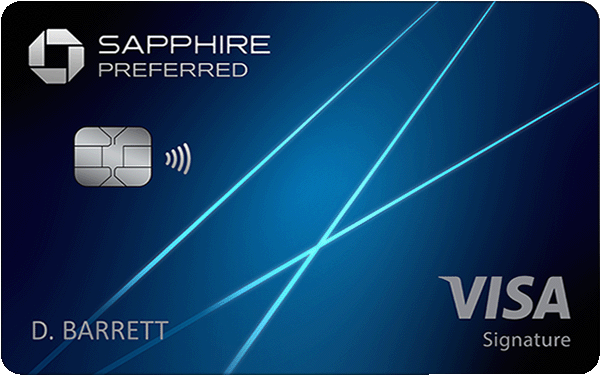 SAPPHIRE
PREFERRED
D. BARRETT
VISA
Signature